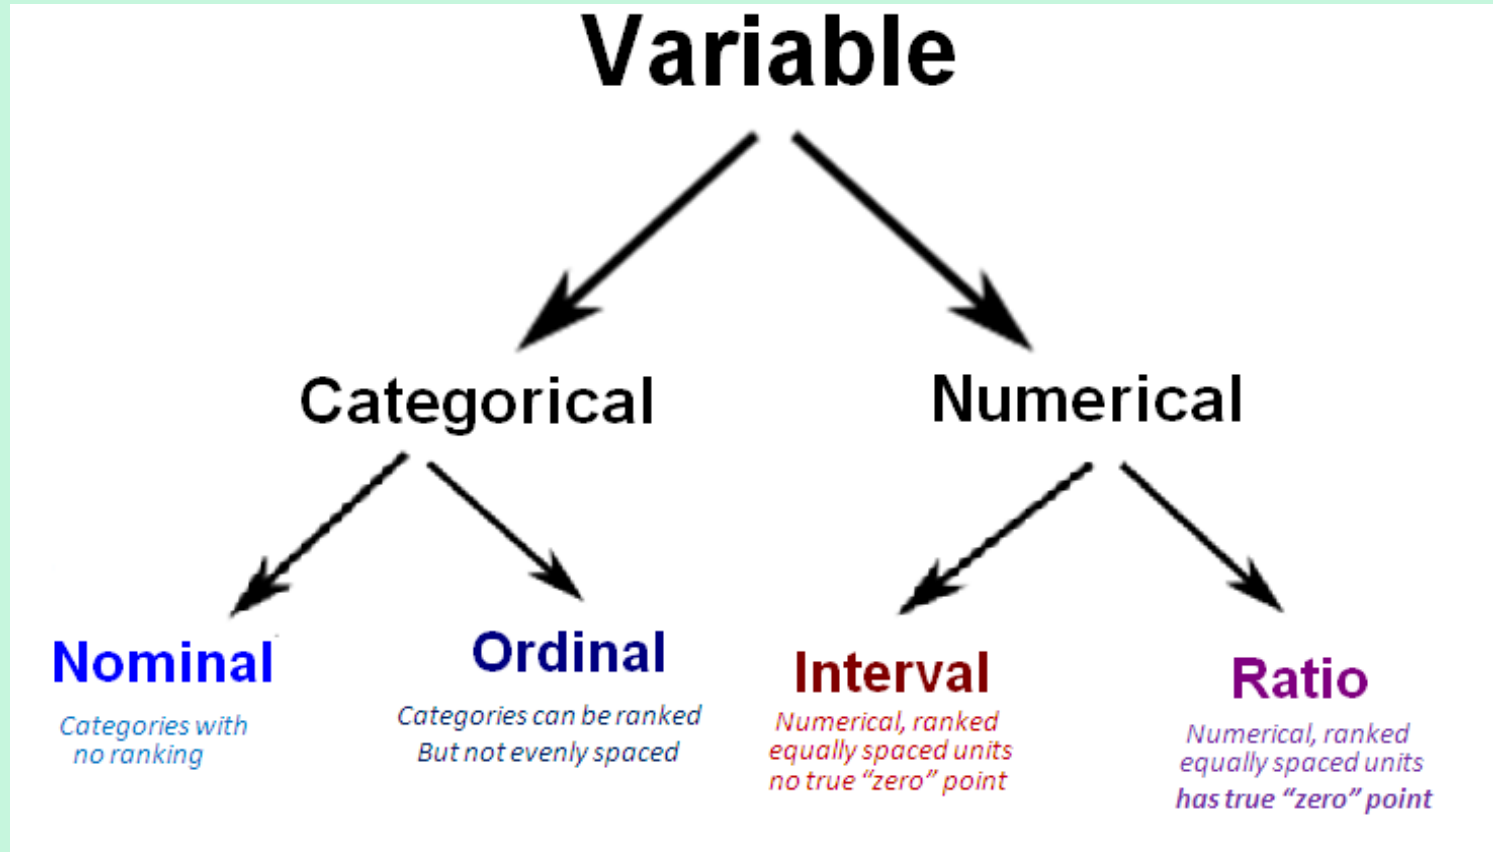 Variable
Categorical
Numerical
Nominal
Categories with
no ranking
Ordinal
Categories can be ranked
But not evenly spaced
Interval
Numerical, ranked
equally spaced units
no true “zero” point
Ratio
Numerical, ranked
equally spaced units
has true “zero” point